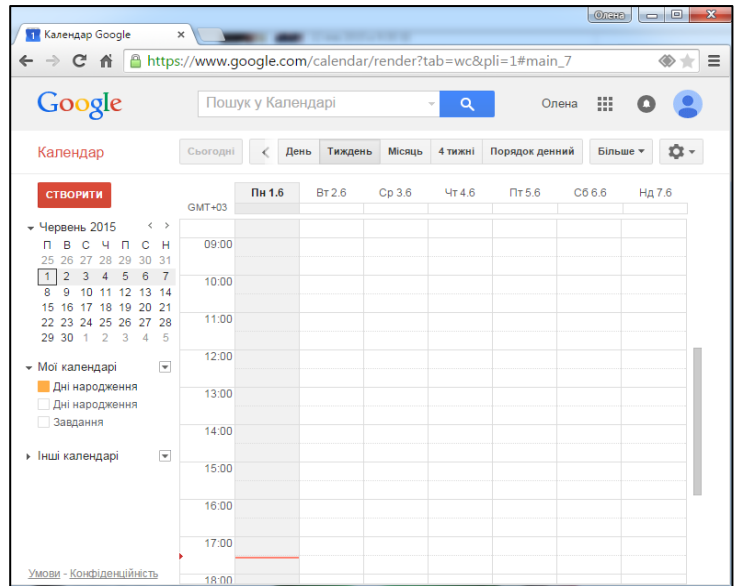 Олена
Календар Google
https://www.google.com/calendar/render?tab=wc&pli=1#main_7
Google
Пошук у Календарі
Олена
Календар
Сьогодні День Тиждень Місяць 4 тижні Порядок денний Більше
СТВОРИТИ
Пн 1.6 Вт 2.6 Ср 3.6 Чт 4.6 Пт 5.6 Сб 6.6 Нд 7.6
GMT+03
Червень 2015
П В С Ч П С Н
25 26 27 28 29 30 31
1 2 3 4 5 6 7
8 9 10 11 12 13 14
15 16 17 18 19 20 21
22 23 24 25 26 27 28
29 30 1 2 3 4 5
Мої календарі
Дні народження
Дні народження
Завдання
Інші календарі
09:00
10:00
11:00
12:00
13:00
14:00
15:00
16:00
17:00
18:00
Умови - Конфіденційність